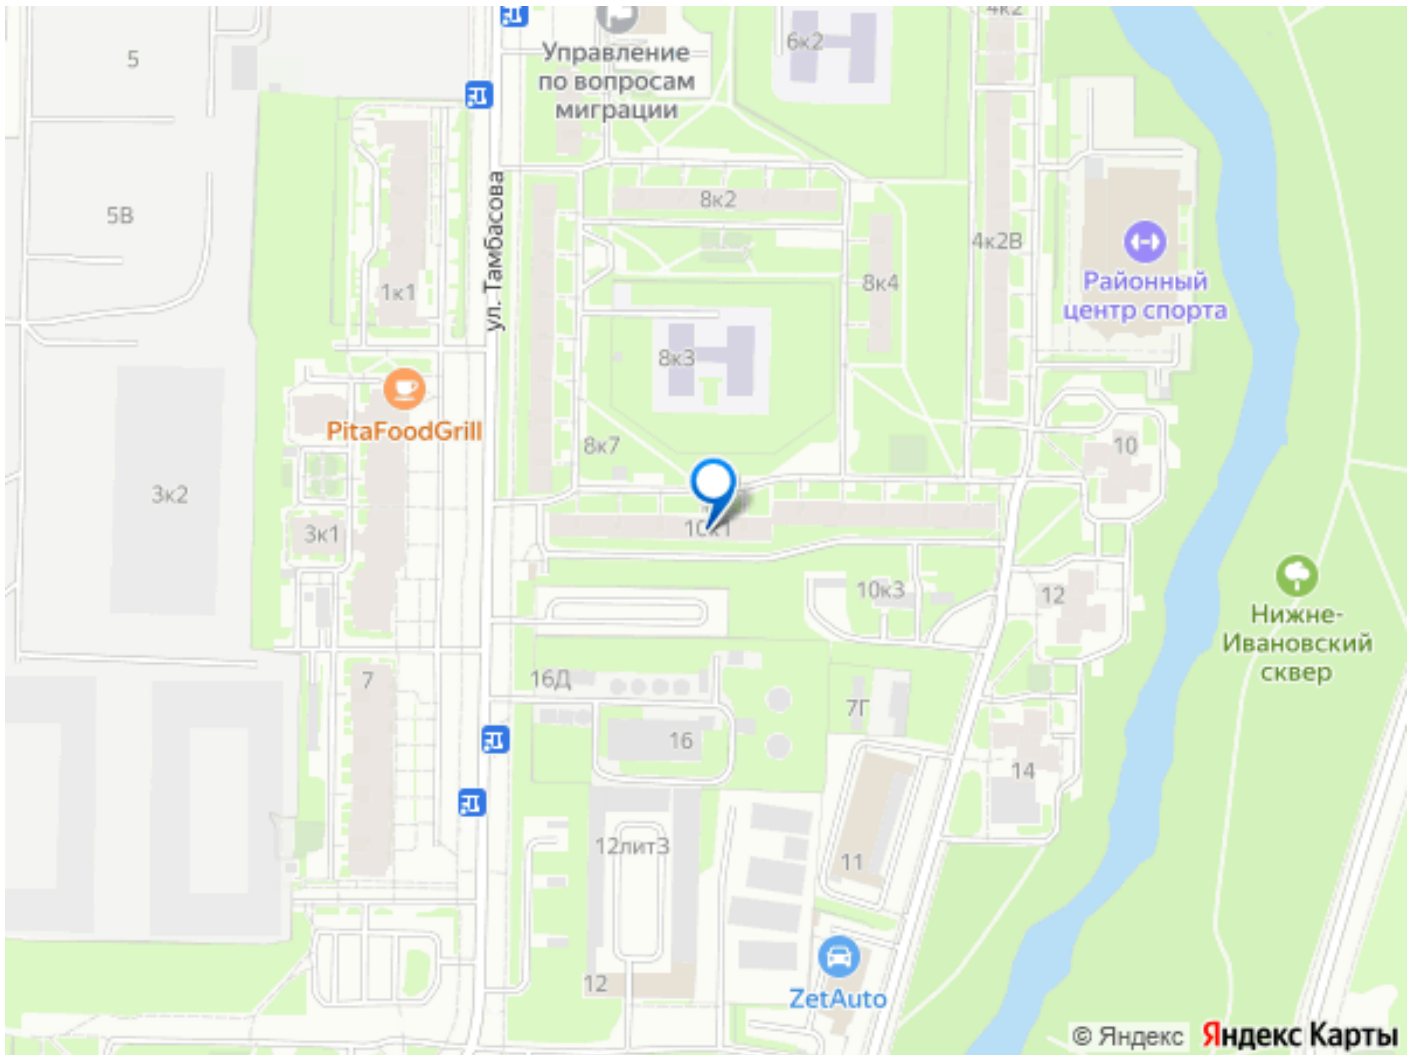 4к2
Управление
по вопросам
миграции
6к2
5
5В
ул. Тамбасова
8к2
4к2В
1к1
8к4
Районный
центр спорта
8к3
PitaFoodGrill
8к7
10
3к2
3к1
10к1
10к3
12
Нижне-
Ивановский
сквер
7
16Д
7Г
16
14
12лит3
11
12
ZetAuto
© Яндекс Яндекс Карты